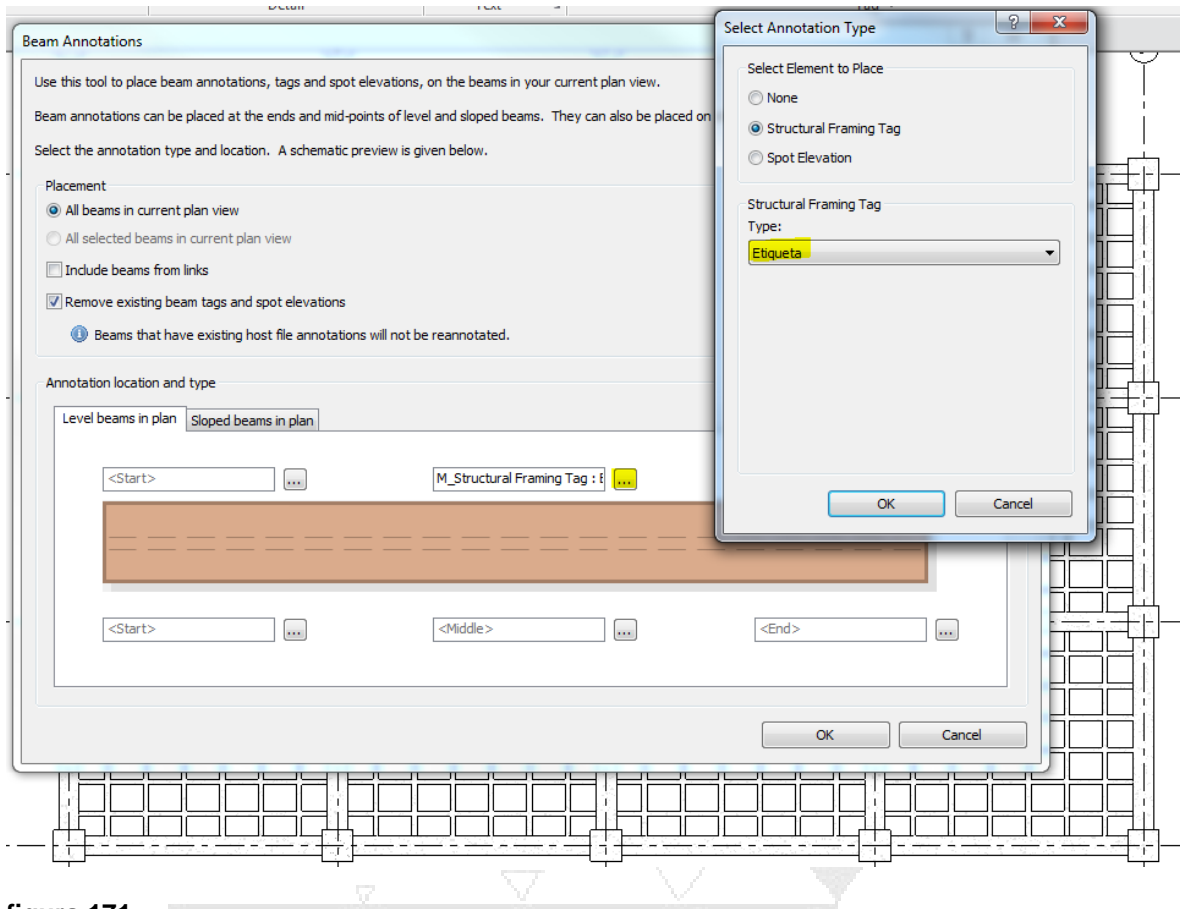 Detail
Text
Tag
Beam Annotations
Use this tool to place beam annotations, tags and spot elevations, on the beams in your current plan view.
Beam annotations can be placed at the ends and mid-points of level and sloped beams. They can also be placed on
Select the annotation type and location. A schematic preview is given below.
Placement
All beams in current plan view
All selected beams in current plan view
Include beams from links
Remove existing beam tags and spot elevations
Beams that have existing host file annotations will not be reannotated.
Annotation location and type
Level beams in plan
Sloped beams in plan
<Start>
...
M_Structural Framing Tag : E
...
<Start>
...
<Middle>
...
<End>
...
OK
Cancel
Select Annotation Type
Select Element to Place
None
Structural Framing Tag
Spot Elevation
Structural Framing Tag
Type:
Etiqueta
OK
Cancel
figura 171